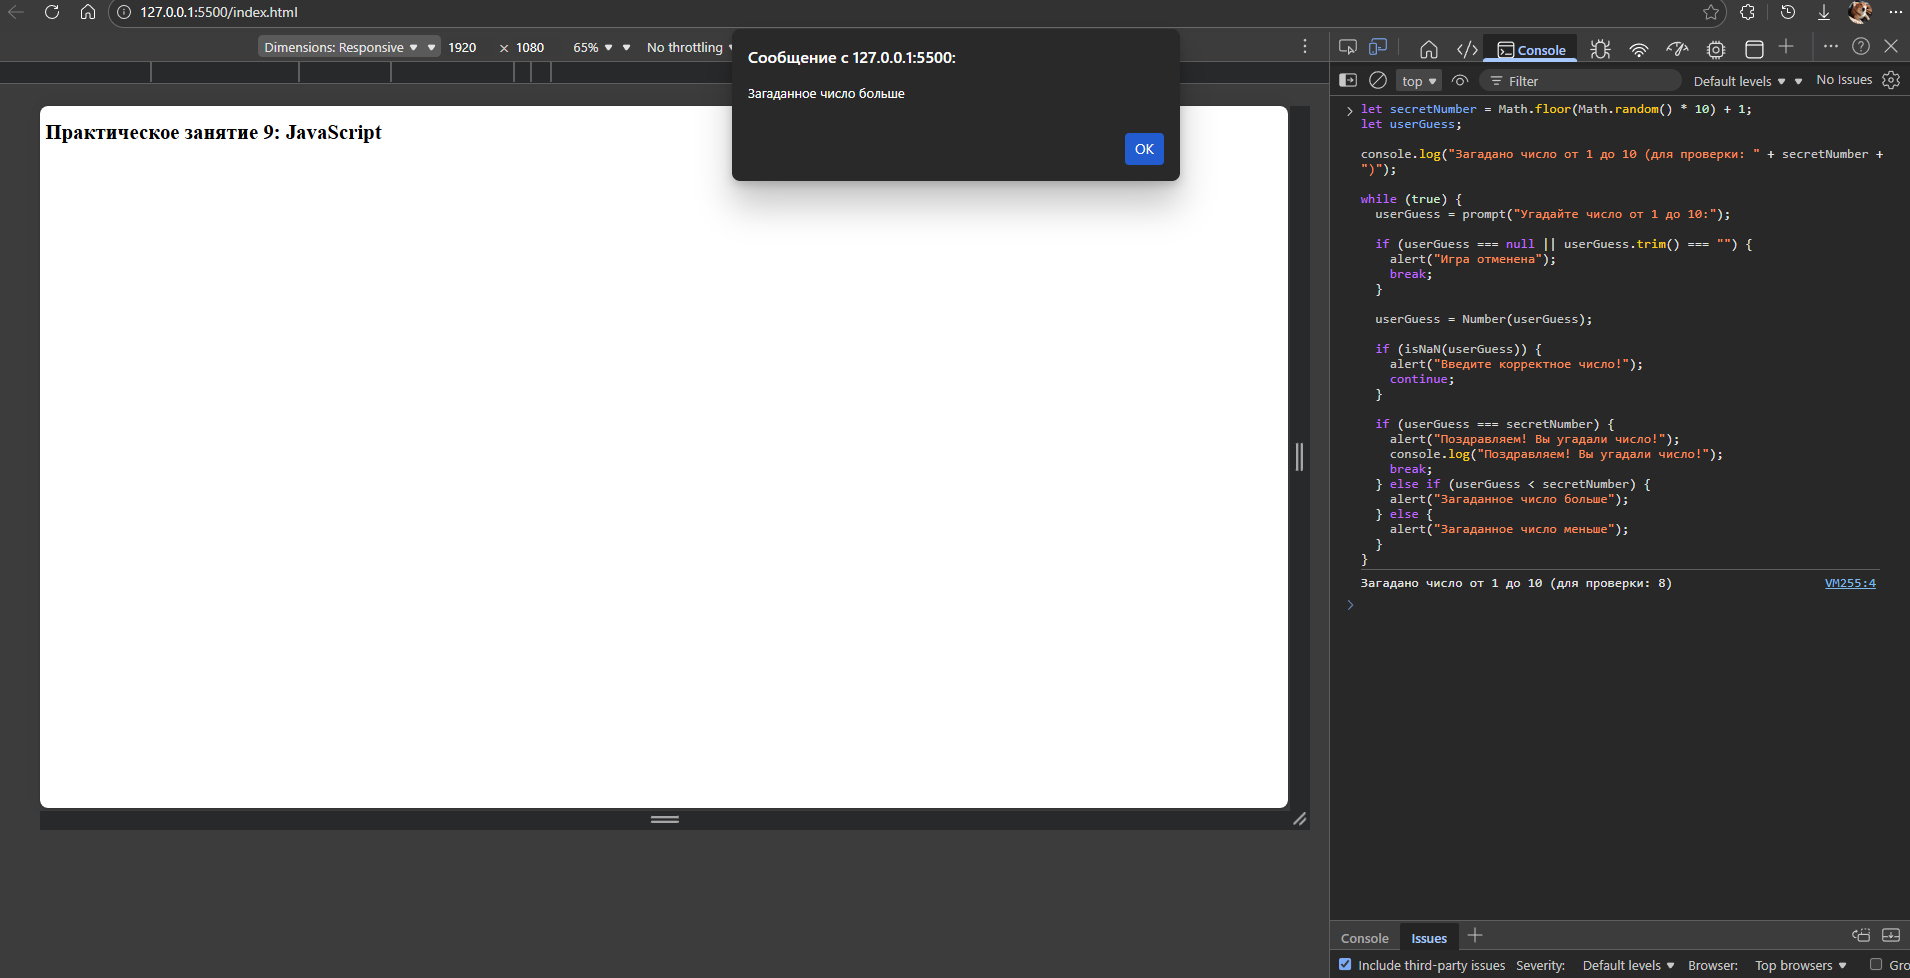 127.0.0.1:5500/index.html
Dimensions: Responsive 1920 × 1080 65% No throttling
Сообщение с 127.0.0.1:5500:
Загаданное число больше
OK
Практическое занятие 9: JavaScript
Console
top Filter Default levels No Issues
let secretNumber = Math.floor(Math.random() * 10) + 1;
let userGuess;
console.log("Загадано число от 1 до 10 (для проверки: " + secretNumber +
")");
while (true) {
userGuess = prompt("Угадайте число от 1 до 10:");
if (userGuess === null || userGuess.trim() === "") {
alert("Игра отменена");
break;
}
userGuess = Number(userGuess);
if (isNaN(userGuess)) {
alert("Введите корректное число!");
continue;
}
if (userGuess === secretNumber) {
alert("Поздравляем! Вы угадали число!");
console.log("Поздравляем! Вы угадали число!");
break;
} else if (userGuess < secretNumber) {
alert("Загаданное число больше");
} else {
alert("Загаданное число меньше");
}
}
Загадано число от 1 до 10 (для проверки: 8) VM255:4
Console Issues
Include third-party issues Severity: Default levels Browser: Top browsers Gro